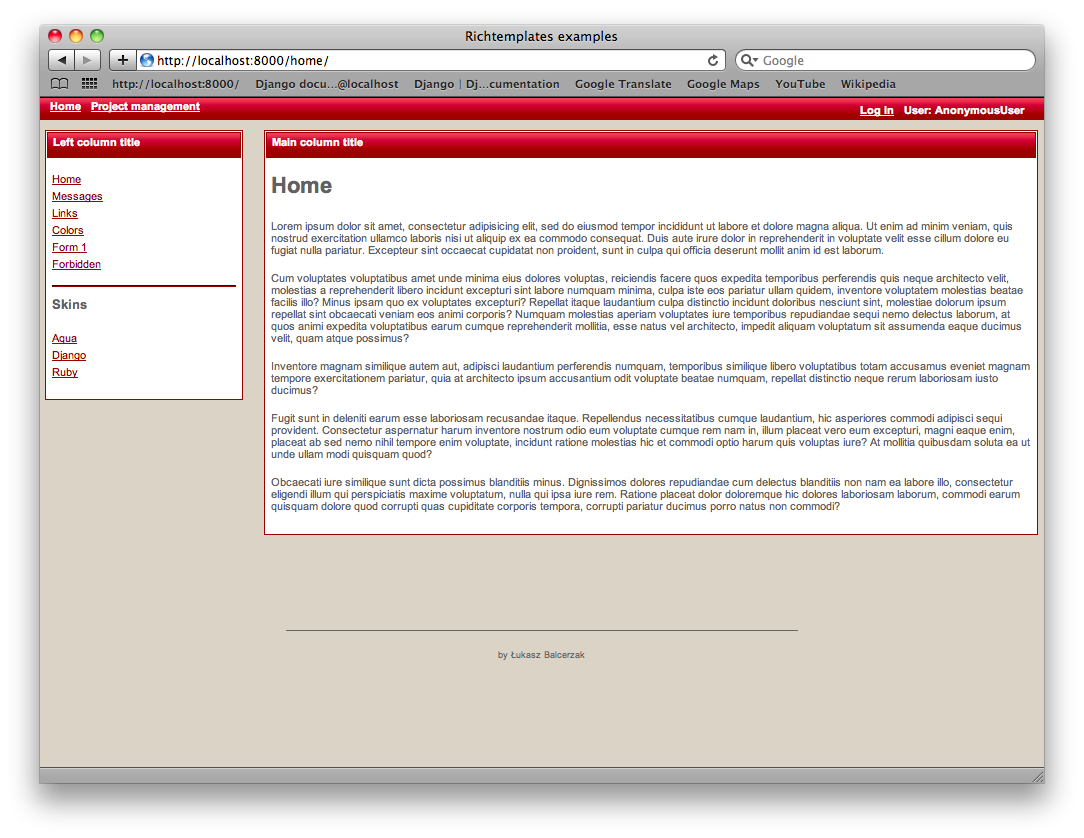 Richtemplates examples
http://localhost:8000/home/
Google
http://localhost:8000/ Django docu...@localhost Django | Dj...cumentation Google Translate Google Maps YouTube Wikipedia
Home Project management
Log In User: AnonymousUser
Left column title
Home
Messages
Links
Colors
Form 1
Forbidden
Skins
Aqua
Django
Ruby
Main column title
Home
Lorem ipsum dolor sit amet, consectetur adipisicing elit, sed do eiusmod tempor incididunt ut labore et dolore magna aliqua. Ut enim ad minim veniam, quis
nostrud exercitation ullamco laboris nisi ut aliquip ex ea commodo consequat. Duis aute irure dolor in reprehenderit in voluptate velit esse cillum dolore eu
fugiat nulla pariatur. Excepteur sint occaecat cupidatat non proident, sunt in culpa qui officia deserunt mollit anim id est laborum.
Cum voluptates voluptatibus amet unde minima eius dolores voluptas, reiciendis facere quos expedita temporibus perferendis quis neque architecto velit,
molestias a reprehenderit libero incidunt excepturi sint labore numquam minima, culpa iste eos pariatur ullam quidem, inventore voluptatem molestias beatae
facilis illo? Minus ipsam quo ex voluptates excepturi? Repellat itaque laudantium culpa distinctio incidunt doloribus nesciunt sint, molestiae dolorum ipsum
repellat sint obcaecati veniam eos animi corporis? Numquam molestias aperiam voluptates iure temporibus repudiandae sequi nemo delectus laborum, at
quos animi expedita voluptatibus earum cumque reprehenderit mollitia, esse natus vel architecto, impedit aliquam voluptatum sit assumenda eaque ducimus
velit, quam atque possimus?
Inventore magnam similique autem aut, adipisci laudantium perferendis numquam, temporibus similique libero voluptatibus totam accusamus eveniet magnam
tempore exercitationem pariatur, quia at architecto ipsum accusantium odit voluptate beatae numquam, repellat distinctio neque rerum laboriosam iusto
ducimus?
Fugit sunt in deleniti earum esse laboriosam recusandae itaque. Repellendus necessitatibus cumque laudantium, hic asperiores commodi adipisci sequi
provident. Consectetur aspernatur harum inventore nostrum odio eum voluptate cumque rem nam in, illum placeat vero eum excepturi, magni eaque enim,
placeat ab sed nemo nihil tempore enim voluptate, incidunt ratione molestias hic et commodi optio harum quis voluptas iure? At mollitia quibusdam soluta ea ut
unde ullam modi quisquam quod?
Obcaecati iure similique sunt dicta possimus blanditiis minus. Dignissimos dolores repudiandae cum delectus blanditiis non nam ea labore illo, consectetur
eligendi illum qui perspiciatis maxime voluptatum, nulla qui ipsa iure rem. Ratione placeat dolor doloremque hic dolores laboriosam laborum, commodi earum
quisquam dolore quod corrupti quas cupiditate corporis tempora, corrupti pariatur ducimus porro natus non commodi?
by Łukasz Balcerzak